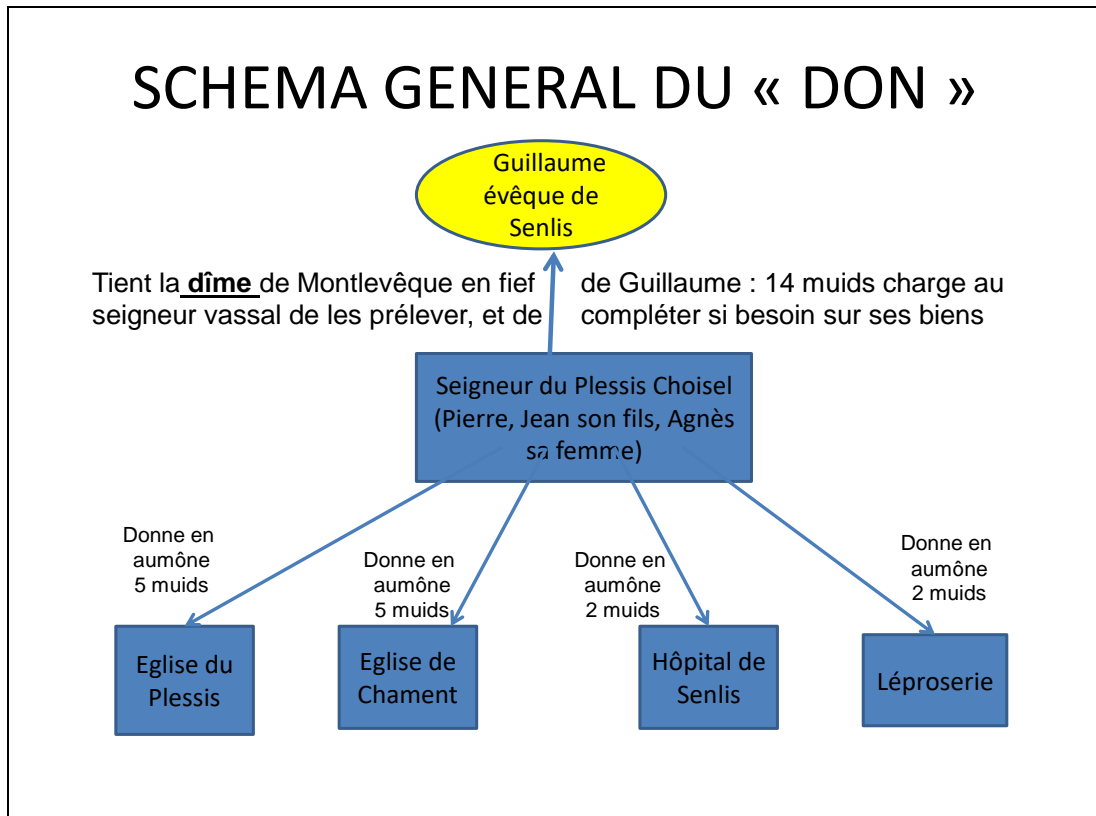 SCHEMA GENERAL DU « DON »
Guillaume
évêque de
Senlis
Tient la dîme de Montlevêque en fief de Guillaume : 14 muids charge au
seigneur vassal de les prélever, et de compléter si besoin sur ses biens
Seigneur du Plessis Choisel
(Pierre, Jean son fils, Agnès
sa femme)
Donne en
aumône
5 muids
Donne en
aumône
5 muids
Donne en
aumône
2 muids
Donne en
aumône
2 muids
Eglise du
Plessis
Eglise de
Chament
Hôpital de
Senlis
Léproserie